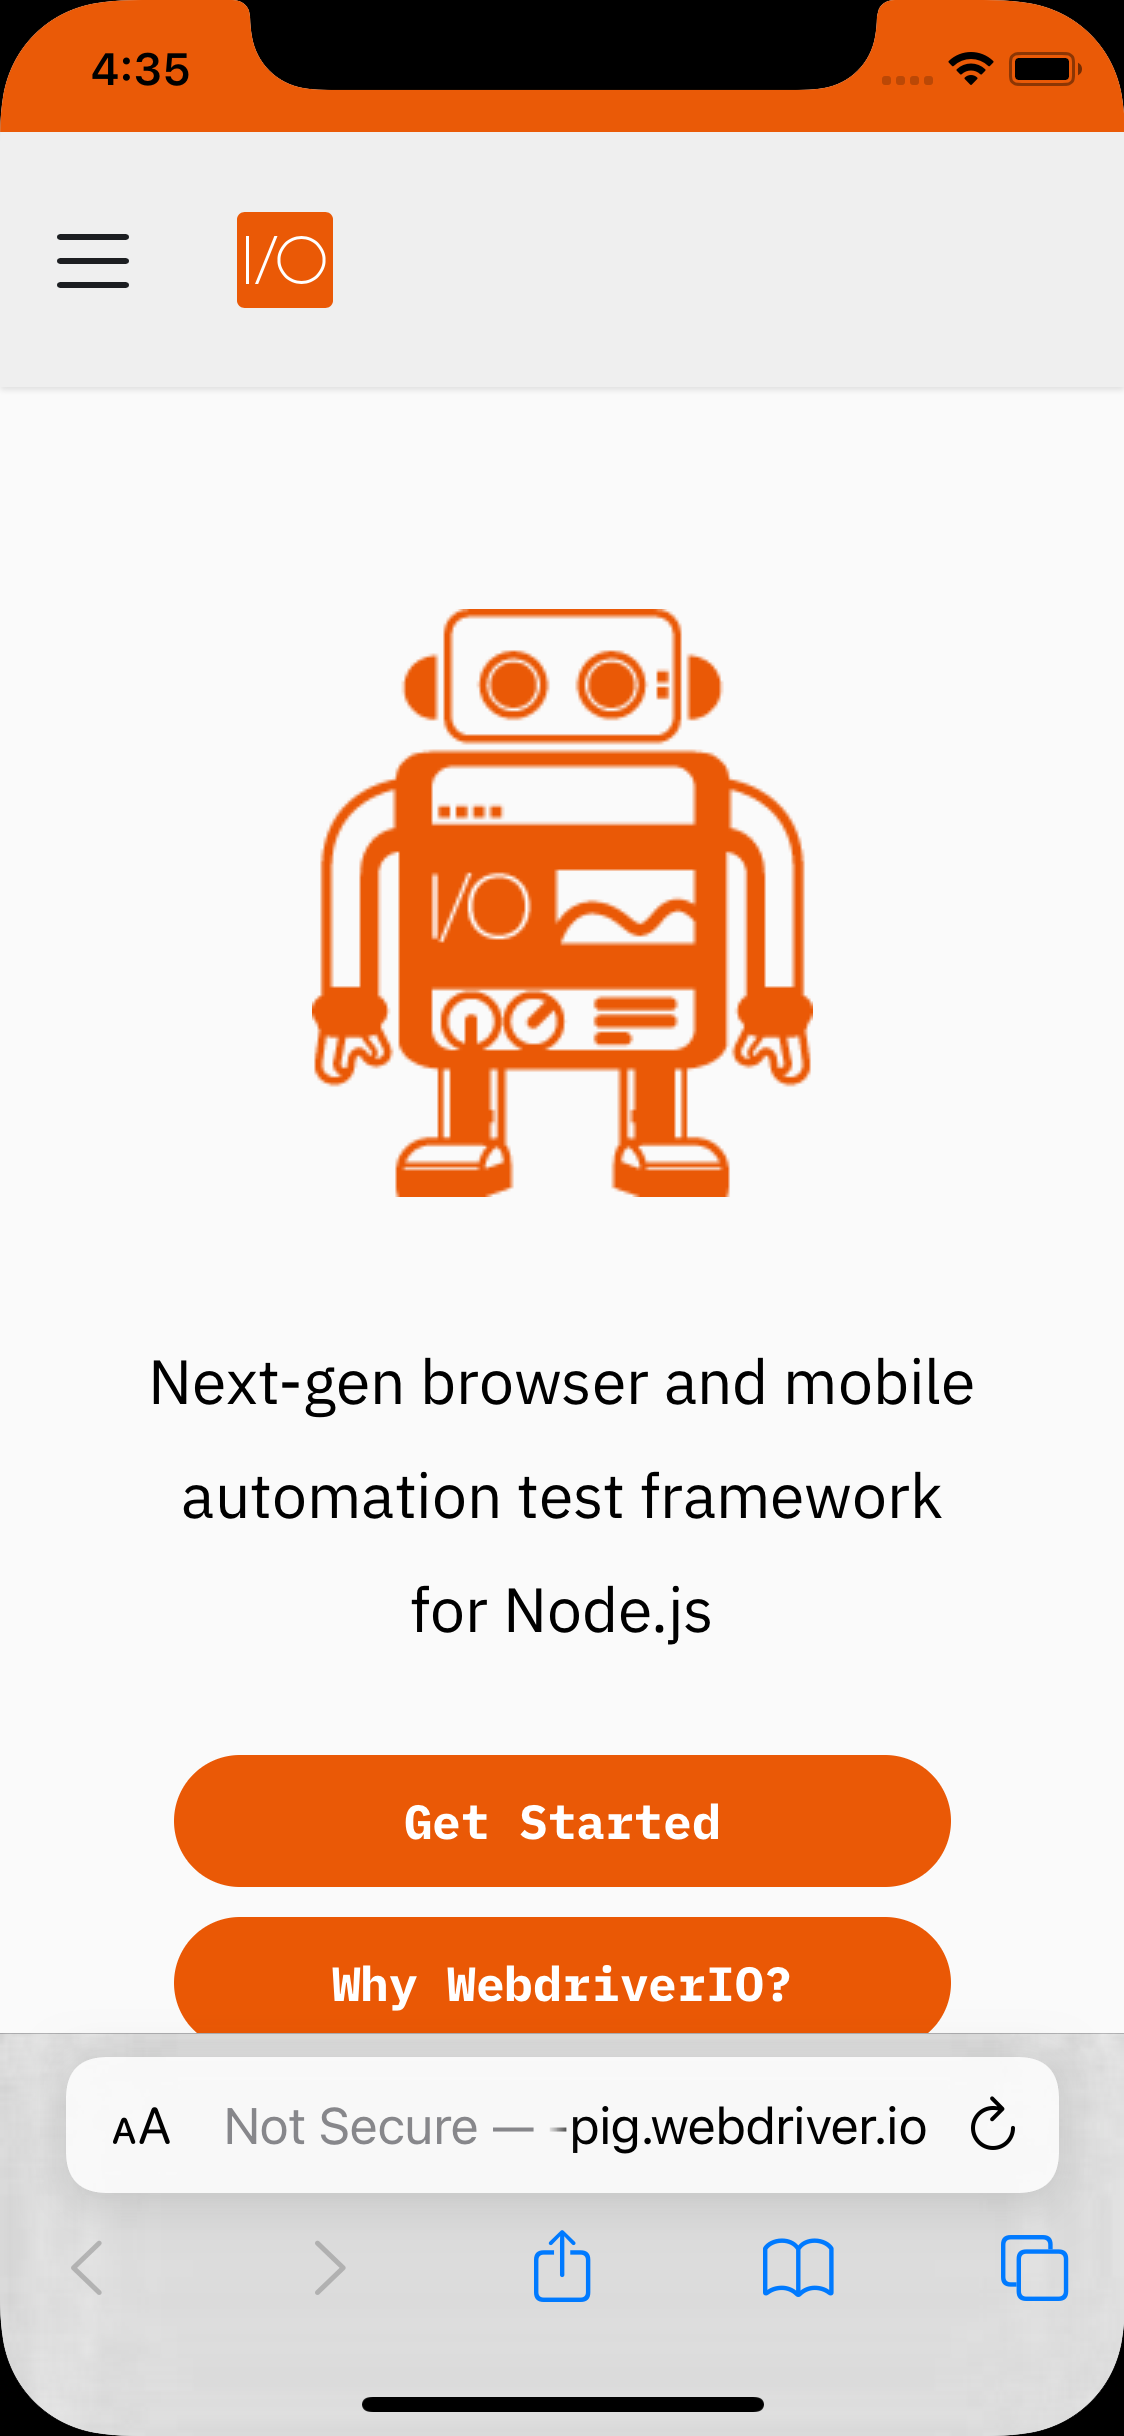 4:35
I/O
I/O
Next-gen browser and mobile
automation test framework
for Node.js
Get Started
Why WebdriverIO?
AA Not Secure — -pig.webdriver.io